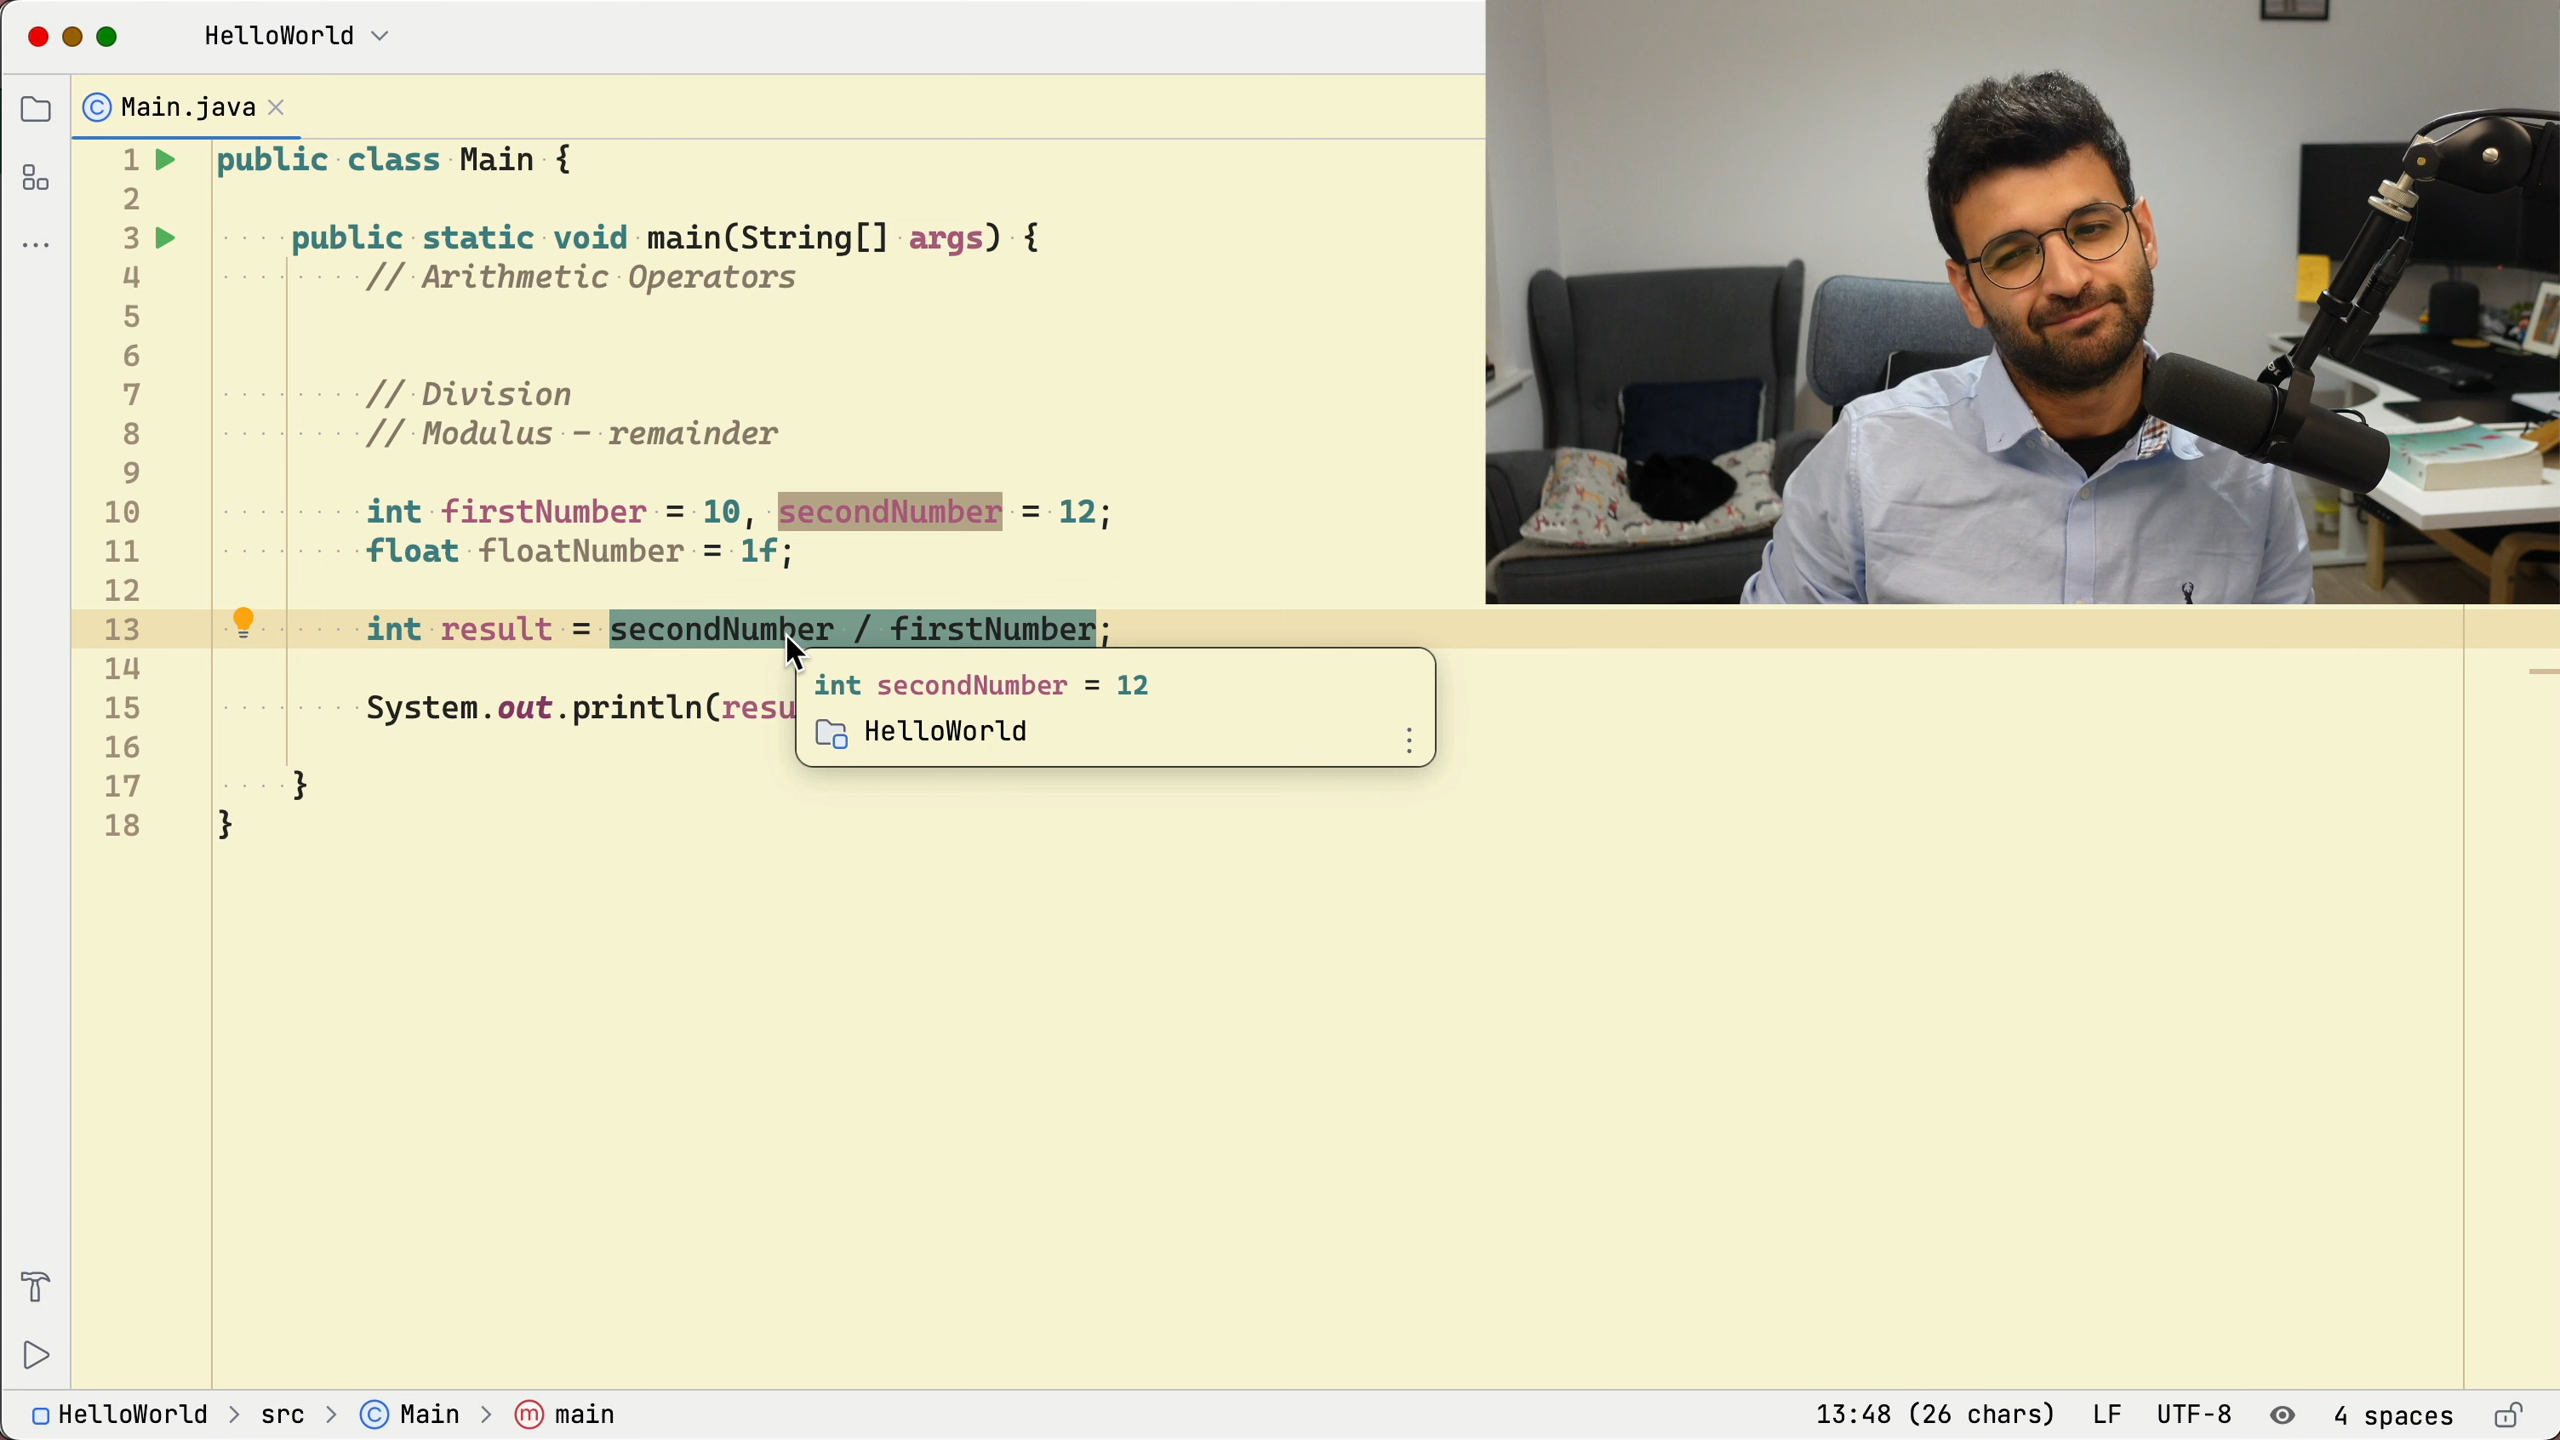 HelloWorld
Main.java
1 public class Main {
2
3 public static void main(String[] args) {
4 // Arithmetic Operators
5
6
7 // Division
8 // Modulus - remainder
9
10 int firstNumber = 10, secondNumber = 12;
11 float floatNumber = 1f;
12
13 int result = secondNumber / firstNumber;
14
int secondNumber = 12
15 System.out.println(resu
HelloWorld
16
17 }
18 }
HelloWorld > src > Main > main 13:48 (26 chars) LF UTF-8 4 spaces